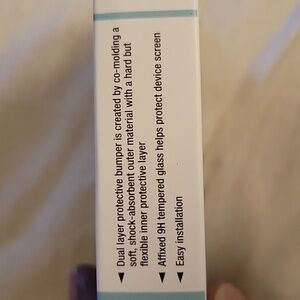 ◄ Dual layer protective bumper is created by co-molding a
soft, shock-absorbent outer material with a hard but
flexible inner protective layer
◄ Affixed 9H tempered glass helps protect device screen
◄ Easy installation